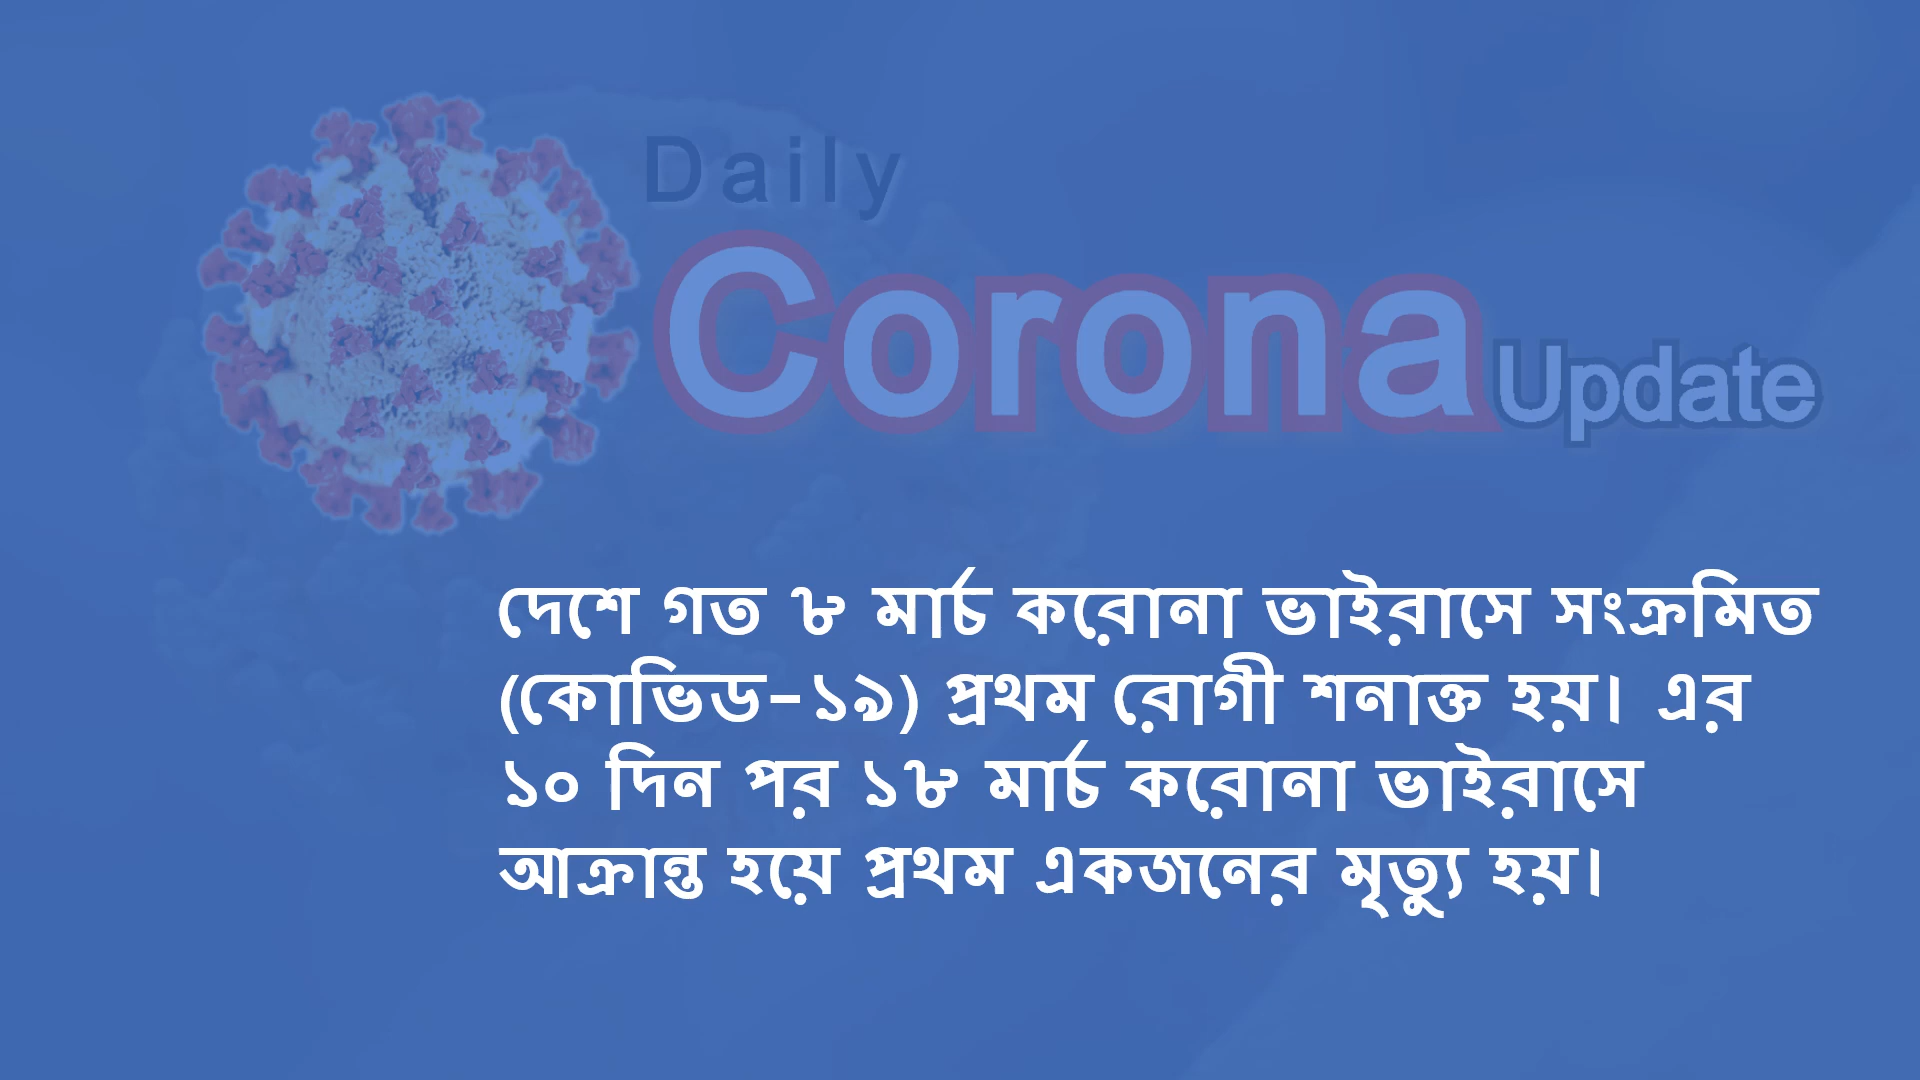 Daily
Corona Update
দেশে গত ৮ মার্চ করোনা ভাইরাসে সংক্রমিত
(কোভিড-১৯) প্রথম রোগী শনাক্ত হয়। এর
১০ দিন পর ১৮ মার্চ করোনা ভাইরাসে
আক্রান্ত হয়ে প্রথম একজনের মৃত্যু হয়।